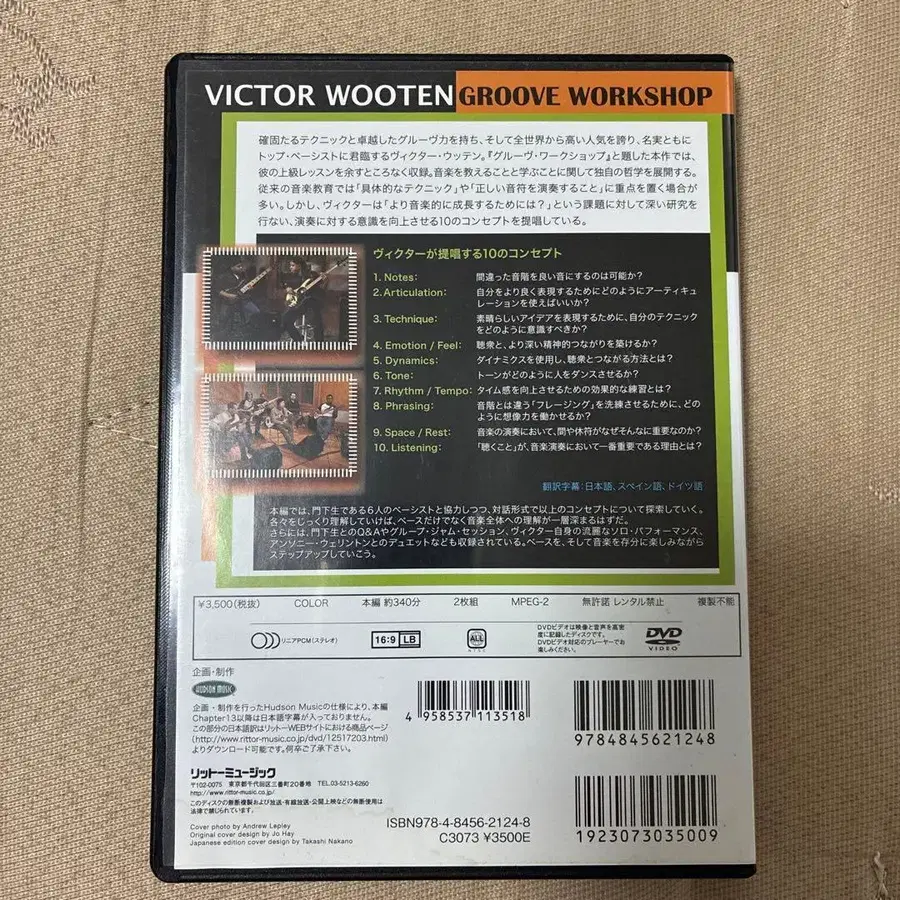 VICTOR WOOTEN GROOVE WORKSHOP
確固たるテクニックと卓越したグルーヴ力を持ち、そして全世界から高い人気を誇り、名実ともに
トップ・ベーシストに君臨するヴィクター・ウッテン。『グルーヴ・ワークショップ』と題した本作では、
彼の上級レッスンを余すところなく収録。音楽を教えることと学ぶことに関して独自の哲学を展開する。
従来の音楽教育では「具体的なテクニック」や「正しい音符を演奏すること」に重点を置く場合が
多い。しかし、ヴィクターは「より音楽的に成長するためには?」という課題に対して深い研究を
行ない、演奏に対する意識を向上させる10のコンセプトを提唱している。
ヴィクターが提唱する10のコンセプト
1. Notes: 間違った音階を良い音にするのは可能か?
2. Articulation: 自分をより良く表現するためにどのようにアーティキュ
レーションを使えばいいか?
3. Technique: 素晴らしいアイデアを表現するために、自分のテクニック
をどのように意識すべきか?
4. Emotion / Feel: 聴衆と、より深い精神的つながりを築けるか?
5. Dynamics: ダイナミクスを使用し、聴衆とつながる方法とは?
6. Tone: トーンがどのように人をダンスさせるか?
7. Rhythm / Tempo: タイム感を向上させるための効果的な練習とは?
8. Phrasing: 音階とは違う「フレージング」を洗練させるために、どの
ように想像力を働かせるか?
9. Space / Rest: 音楽の演奏において、間や休符がなぜそんなに重要なのか?
10. Listening: 「聴くこと」が、音楽演奏において一番重要である理由とは?
翻訳字幕:日本語、スペイン語、ドイツ語
本編では、門下生である6人のベーシストと協力しつつ、対話形式で以上のコンセプトについて探索していく。
各々をじっくり理解していけば、ベースだけでなく音楽全体への理解が一層深まるはずだ。
さらには、門下生とのQ&Aやグループ・ジャム・セッション、ヴィクター自身の流麗なソロ・パフォーマンス、
アンソニー・ウェリントンとのデュエットなども収録されている。ベースを、そして音楽を存分に楽しみながら
ステップアップしていこう。
¥3,500(税抜) COLOR 本編 約340分 2枚組 MPEG-2 無許諾 レンタル禁止 複製不能
リニアPCM(ステレオ) 16:9 LB ALL NTSC DVDビデオは映像と音声を高密
度に記録したディスクです。
DVDビデオ対応のプレーヤーでお
楽しみください。
DVD VIDEO
企画・制作
HUDSON MUSIC
企画・制作を行ったHudson Musicの仕様により、本編
Chapter13以降は日本語字幕が入っておりません。
この部分の日本語訳はリットーWEBサイトにおける商品ページ
(http://www.rittor-music.co.jp/dvd/12517203.html)
よりダウンロード可能です。何卒ご了承下さい。
リットーミュージック
〒102-0075 東京都千代田区三番町20番地 TEL.03-5213-6260
http://www.rittor-music.co.jp/
このディスクの無断複製および放送・有線放送・公開上映などの無断使用は
法律で禁じられています。
Cover photo by Andrew Lepley
Original cover design by Jo Hay
Japanese edition cover design by Takashi Nakano
4 958537 113518
9784845621248
ISBN978-4-8456-2124-8
C3073 ¥3500E
1923073035009